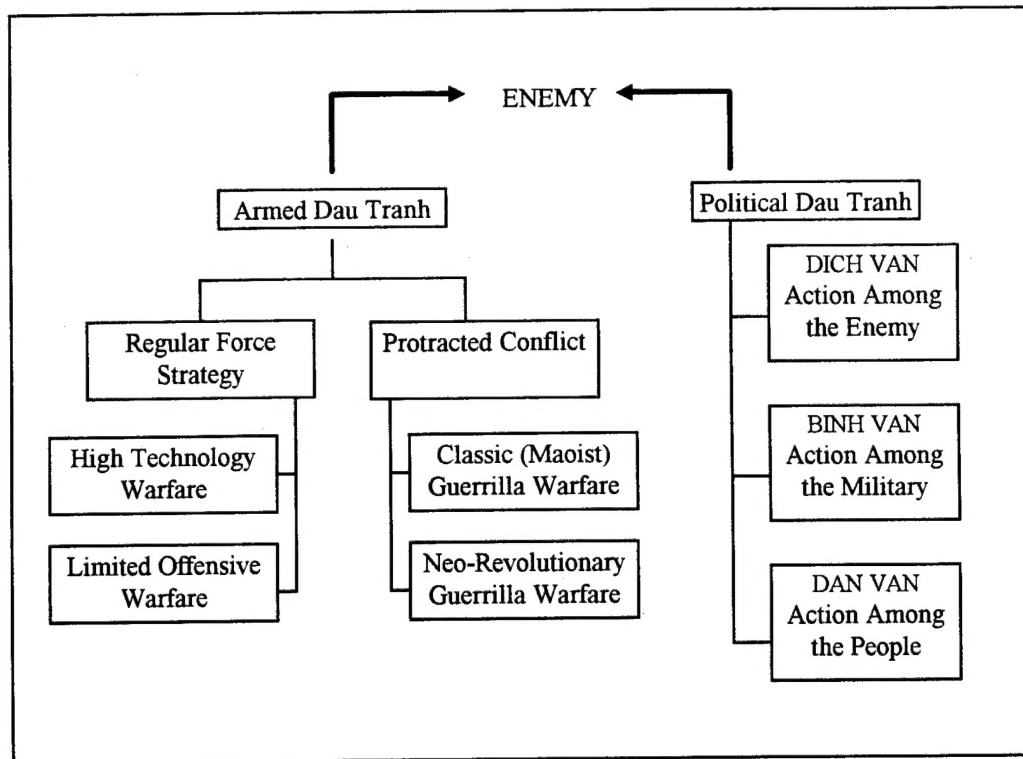 ENEMY
Armed Dau Tranh
Political Dau Tranh
Regular Force
Strategy
Protracted Conflict
High Technology
Warfare
Limited Offensive
Warfare
Classic (Maoist)
Guerrilla Warfare
Neo-Revolutionary
Guerrilla Warfare
DICH VAN
Action Among
the Enemy
BINH VAN
Action Among
the Military
DAN VAN
Action Among
the People